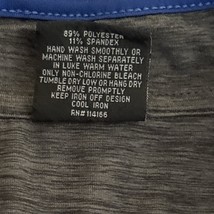 89% POLYESTER
11% SPANDEX
HAND WASH SMOOTHLY OR
MACHINE WASH SEPARATELY
IN LUKE WARM WATER
ONLY NON-CHLORINE BLEACH
TUMBLE DRY LOW OR HANG DRY
REMOVE PROMPTLY
KEEP IRON OFF DESIGN
COOL IRON
RN#114166